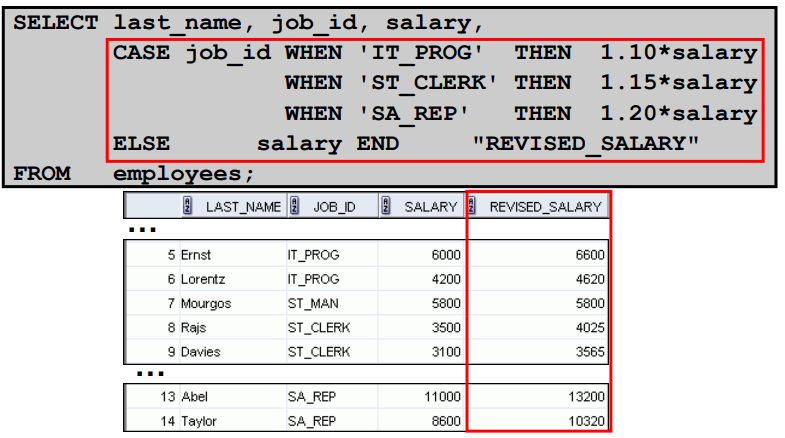 SELECT last_name, job_id, salary,
CASE job_id WHEN 'IT_PROG' THEN 1.10*salary
WHEN 'ST_CLERK' THEN 1.15*salary
WHEN 'SA_REP' THEN 1.20*salary
ELSE salary END "REVISED_SALARY"
FROM employees;
LAST_NAME JOB_ID SALARY REVISED_SALARY
...
5 Ernst IT_PROG 6000 6600
6 Lorentz IT_PROG 4200 4620
7 Mourgos ST_MAN 5800 5800
8 Rajs ST_CLERK 3500 4025
9 Davies ST_CLERK 3100 3565
...
13 Abel SA_REP 11000 13200
14 Taylor SA_REP 8600 10320